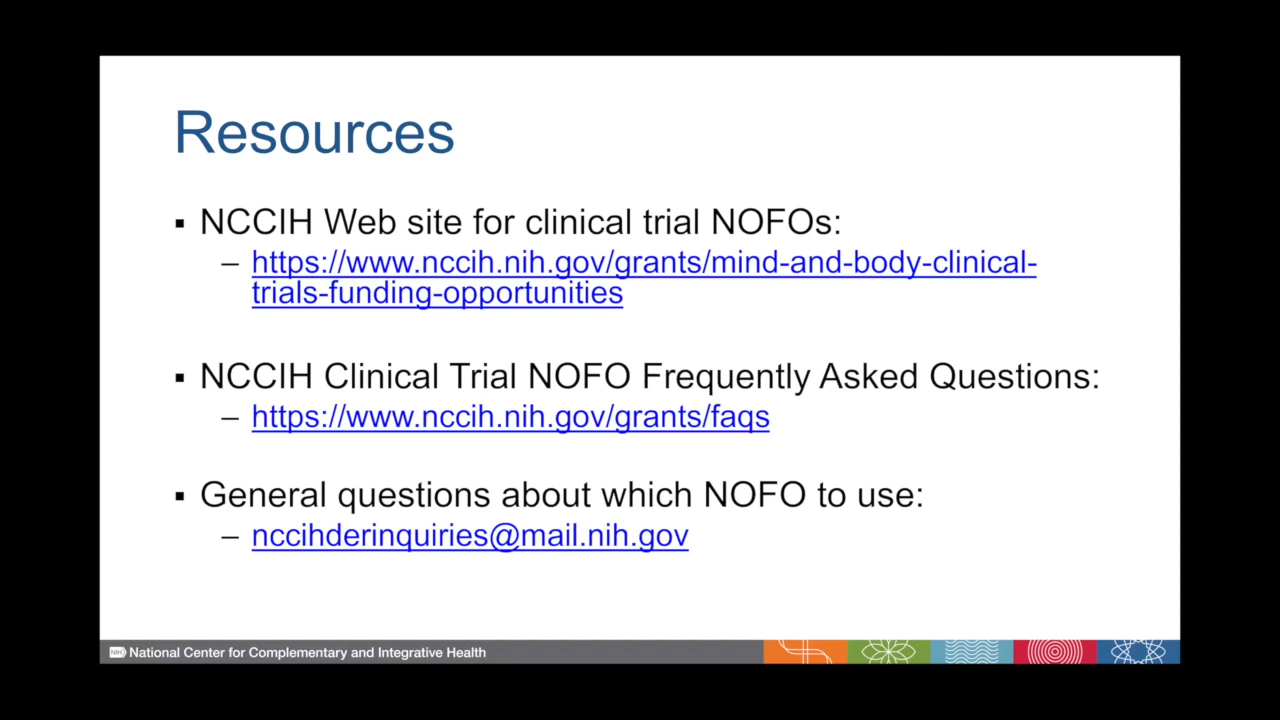 Resources
▪ NCCIH Web site for clinical trial NOFOs:
– https://www.nccih.nih.gov/grants/mind-and-body-clinical-
trials-funding-opportunities
▪ NCCIH Clinical Trial NOFO Frequently Asked Questions:
– https://www.nccih.nih.gov/grants/faqs
▪ General questions about which NOFO to use:
– nccihderinquiries@mail.nih.gov
NIH National Center for Complementary and Integrative Health